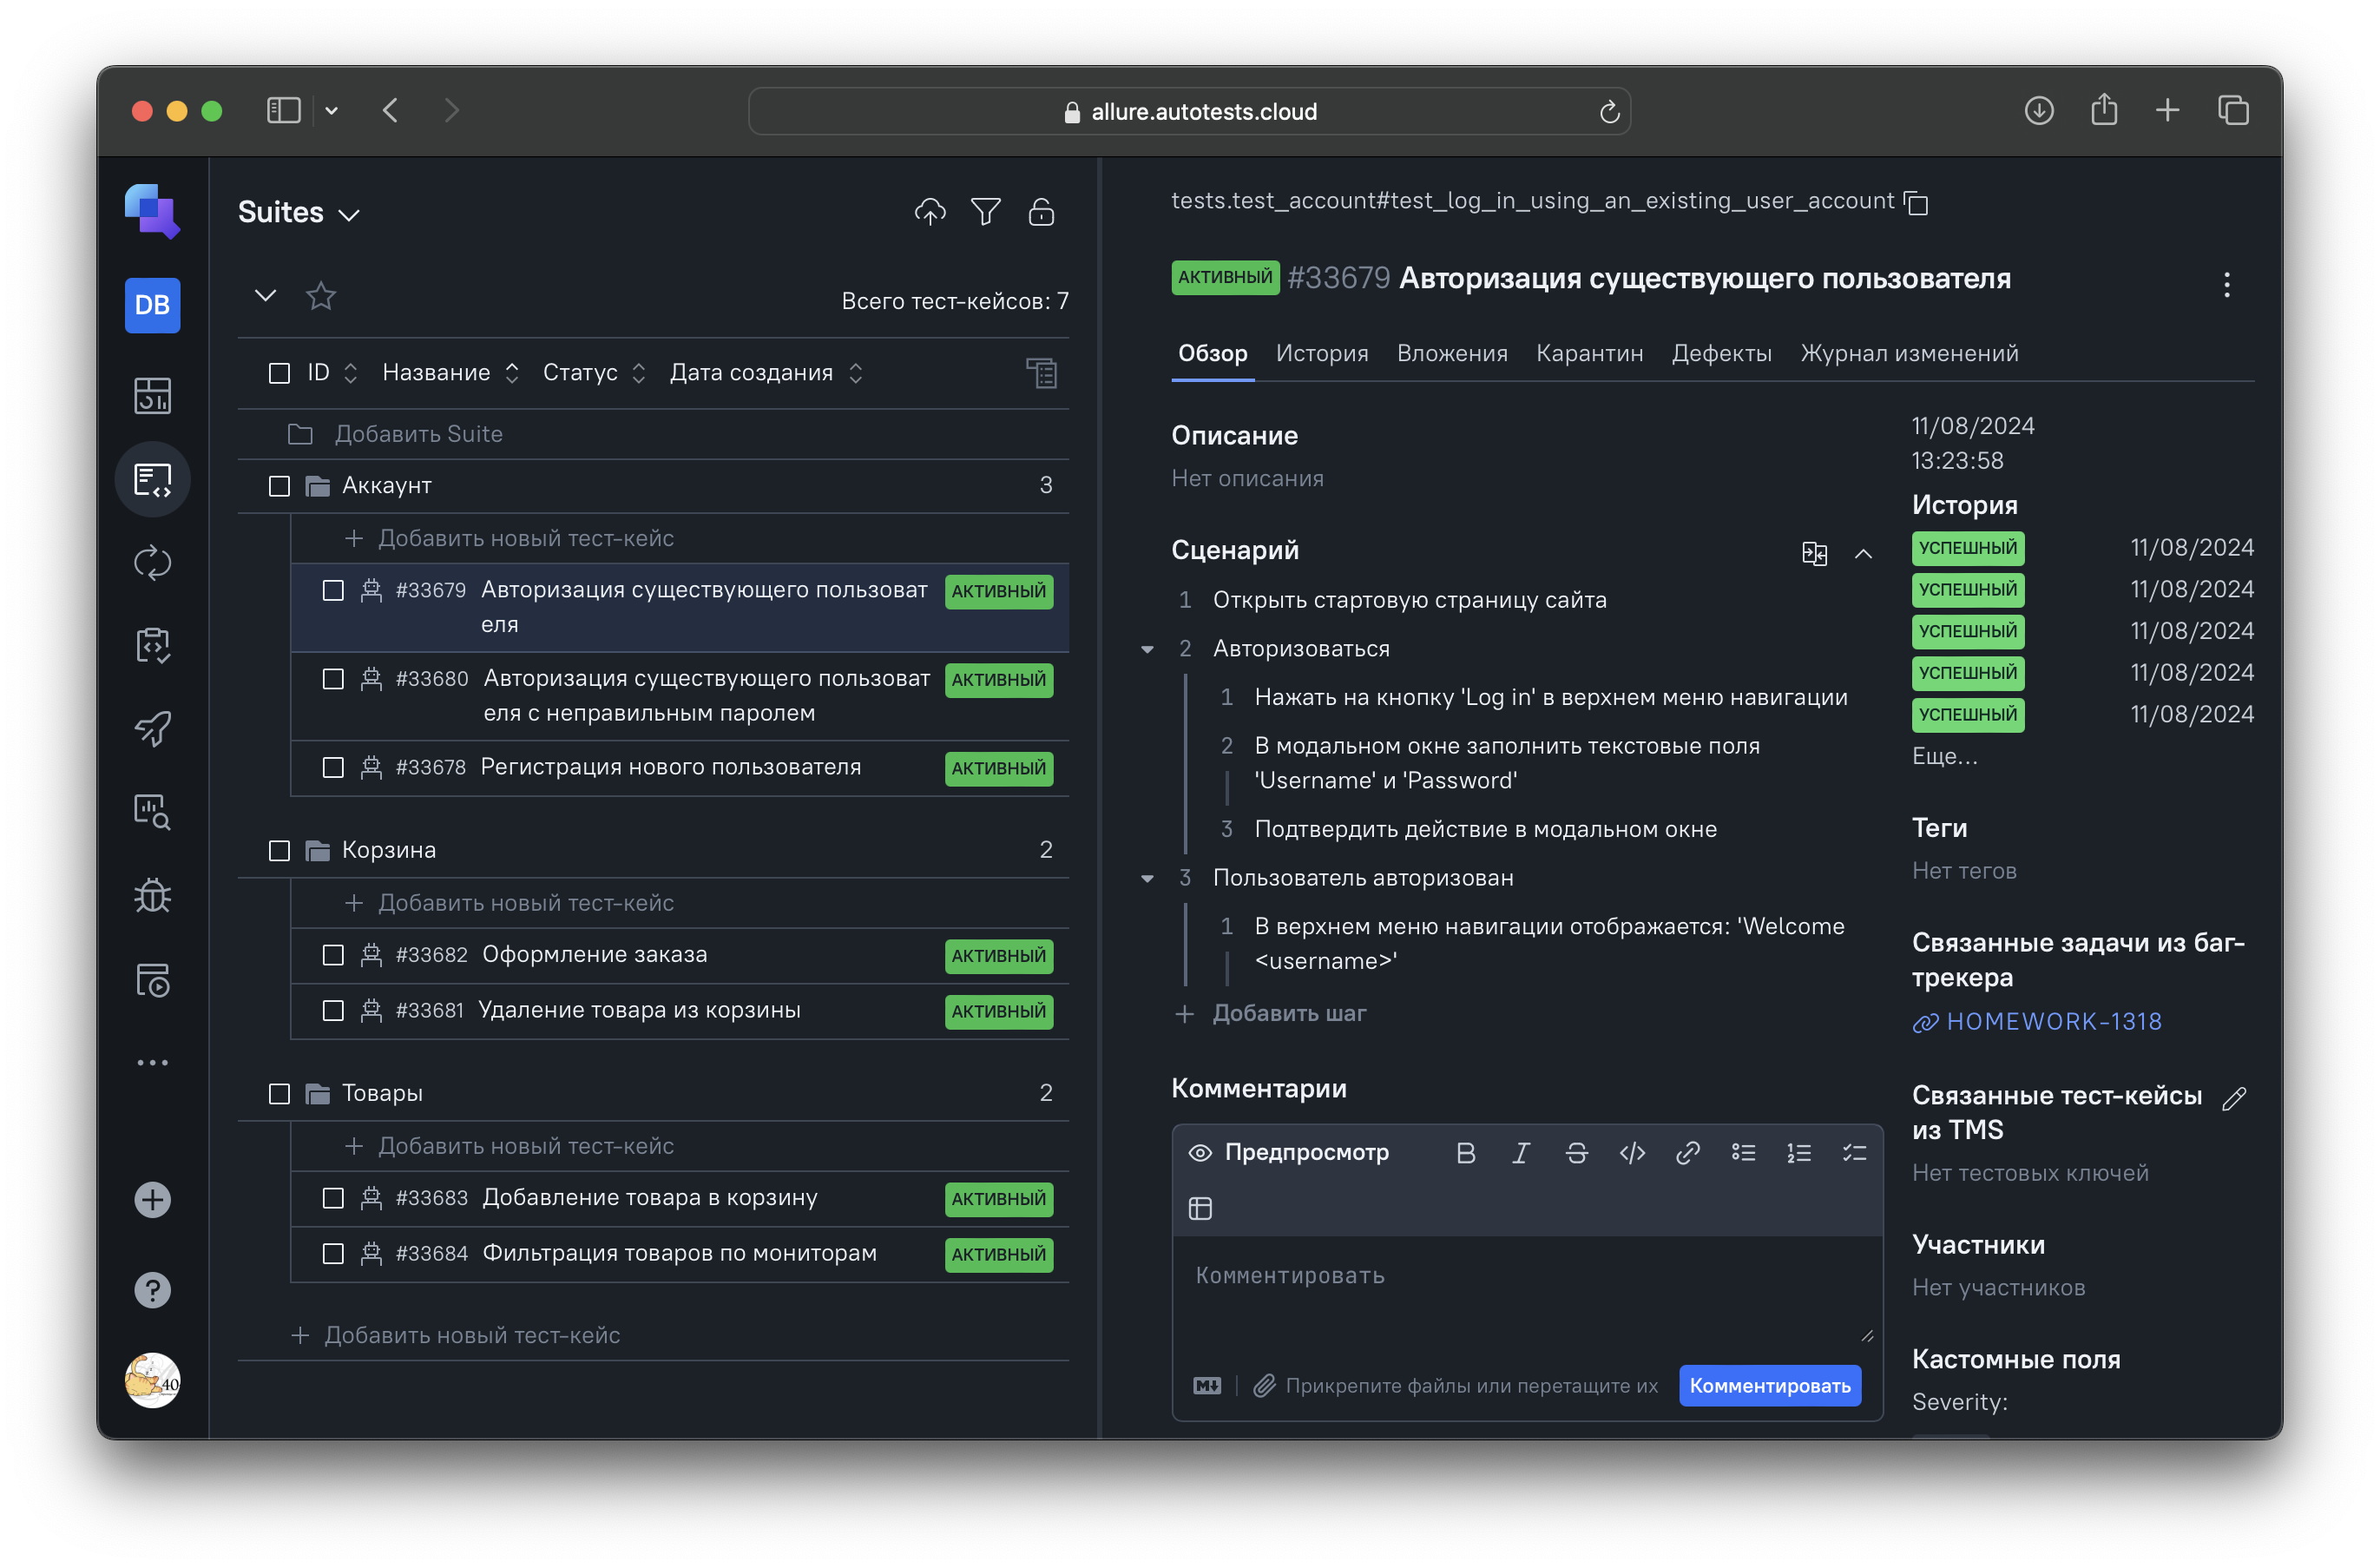 allure.autotests.cloud
DB
Suites
Всего тест-кейсов: 7
ID Название Статус Дата создания
Добавить Suite
Аккаунт 3
Добавить новый тест-кейс
#33679 Авторизация существующего пользоват АКТИВНЫЙ
еля
#33680 Авторизация существующего пользоват АКТИВНЫЙ
еля с неправильным паролем
#33678 Регистрация нового пользователя АКТИВНЫЙ
Корзина 2
Добавить новый тест-кейс
#33682 Оформление заказа АКТИВНЫЙ
#33681 Удаление товара из корзины АКТИВНЫЙ
Товары 2
Добавить новый тест-кейс
#33683 Добавление товара в корзину АКТИВНЫЙ
#33684 Фильтрация товаров по мониторам АКТИВНЫЙ
Добавить новый тест-кейс
40
tests.test_account#test_log_in_using_an_existing_user_account
АКТИВНЫЙ #33679 Авторизация существующего пользователя
Обзор История Вложения Карантин Дефекты Журнал изменений
Описание
Нет описания
Сценарий
1 Открыть стартовую страницу сайта
2 Авторизоваться
1 Нажать на кнопку 'Log in' в верхнем меню навигации
2 В модальном окне заполнить текстовые поля
'Username' и 'Password'
3 Подтвердить действие в модальном окне
3 Пользователь авторизован
1 В верхнем меню навигации отображается: 'Welcome
<username>'
Добавить шаг
Комментарии
Предпросмотр
Комментировать
Прикрепите файлы или перетащите их Комментировать
11/08/2024
13:23:58
История
УСПЕШНЫЙ 11/08/2024
УСПЕШНЫЙ 11/08/2024
УСПЕШНЫЙ 11/08/2024
УСПЕШНЫЙ 11/08/2024
УСПЕШНЫЙ 11/08/2024
Еще...
Теги
Нет тегов
Связанные задачи из баг-
трекера
HOMEWORK-1318
Связанные тест-кейсы
из TMS
Нет тестовых ключей
Участники
Нет участников
Кастомные поля
Severity: